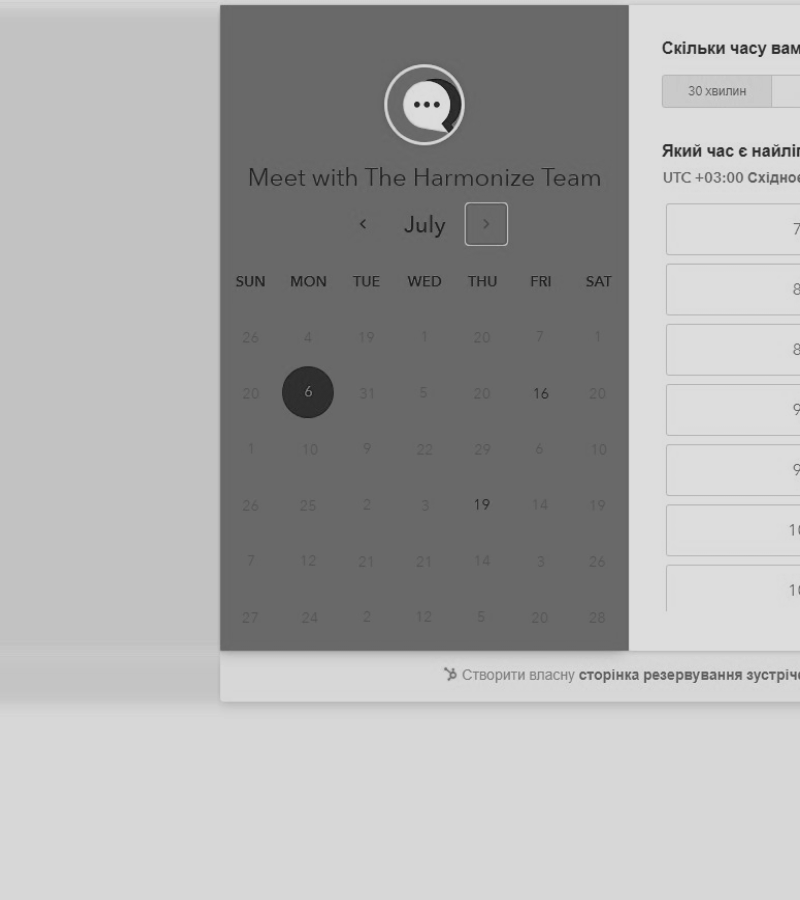 Meet with The Harmonize Team
July
SUN MON TUE WED THU FRI SAT
26 4 19 1 20 7 1
20 6 31 5 20 16 20
1 10 9 22 29 6 10
26 25 2 3 19 14 19
7 12 21 21 14 3 26
27 24 2 12 5 20 28
Скільки часу вам
30 хвилин
Який час є найліп
UTC +03:00 Східноє
7
8
8
9
9
10
10
Створити власну сторінка резервування зустріче